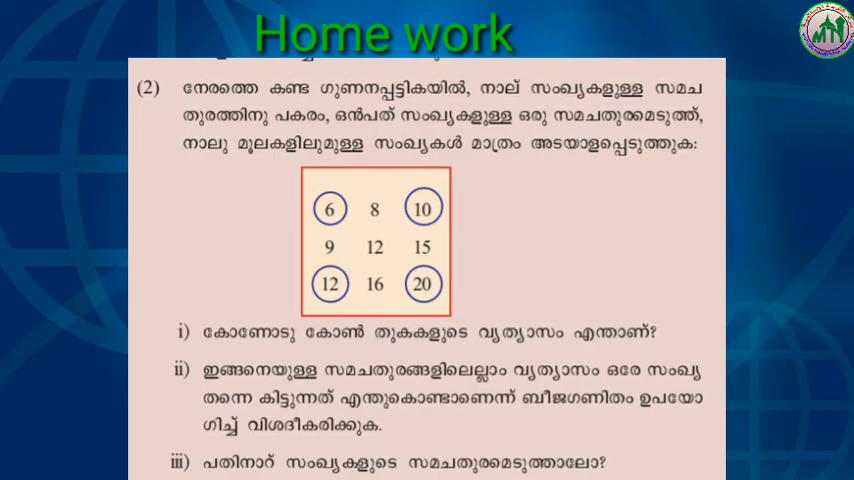 Home work
(2) നേരത്തെ കണ്ട ഗുണനപ്പട്ടികയിൽ, നാല് സംഖ്യകളുള്ള സമച
തുരത്തിനു പകരം, ഒൻപത് സംഖ്യകളുള്ള ഒരു സമചതുരമെടുത്ത്,
നാലു മൂലകളിലുമുള്ള സംഖ്യകൾ മാത്രം അടയാളപ്പെടുത്തുക:
6 8 10
9 12 15
12 16 20
i) കോണോടു കോൺ തുകകളുടെ വ്യത്യാസം എന്താണ്?
ii) ഇങ്ങനെയുള്ള സമചതുരങ്ങളിലെല്ലാം വ്യത്യാസം ഒരേ സംഖ്യ
തന്നെ കിട്ടുന്നത് എന്തുകൊണ്ടാണെന്ന് ബീജഗണിതം ഉപയോ
ഗിച്ച് വിശദീകരിക്കുക.
iii) പതിനാറ് സംഖ്യകളുടെ സമചതുരമെടുത്താലോ?